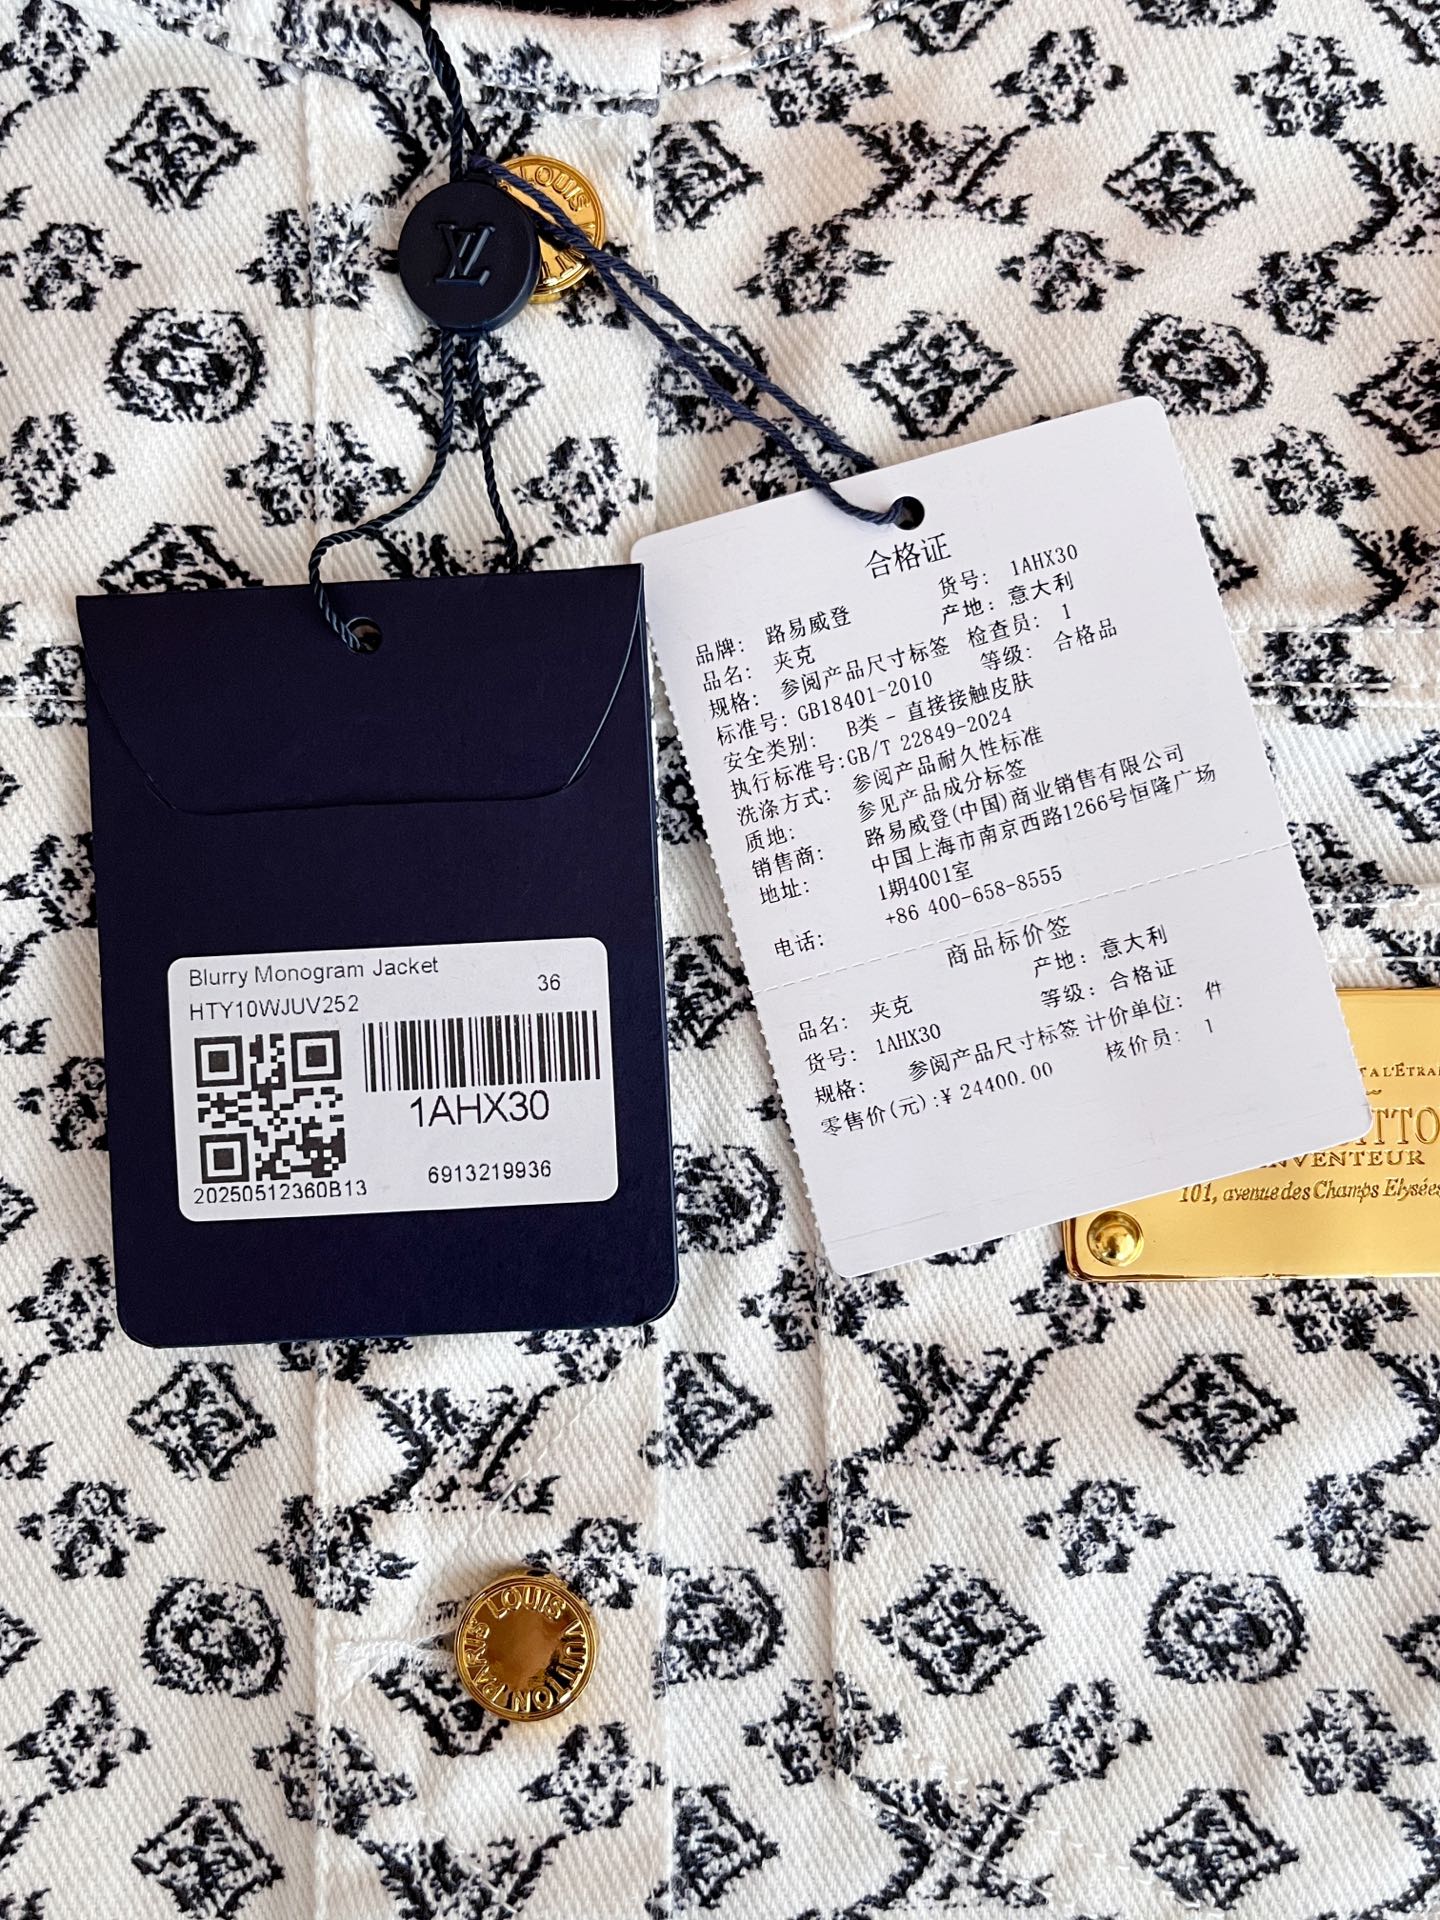 LOUIS
LV
合格证
货号: 1AHX30
品牌: 路易威登
产地: 意大利
品名: 夹克
检查员: 1
规格: 参阅产品尺寸标签
等级: 合格品
标准号: GB18401-2010
安全类别: B类 - 直接接触皮肤
执行标准号:GB/T 22849-2024
洗涤方式: 参阅产品耐久性标准
质地: 参见产品成分标签
销售商: 路易威登(中国)商业销售有限公司
地址: 中国上海市南京西路1266号恒隆广场
1期4001室
电话: +86 400-658-8555
商品标价签
产地: 意大利
品名: 夹克
等级: 合格证
货号: 1AHX30
计价单位: 件
规格: 参阅产品尺寸标签
核价员: 1
零售价(元):¥ 24400.00
Blurry Monogram Jacket
HTY10WJUV252
36
1AHX30
20250512360B13
6913219936
INVENTEUR
101, avenue des Champs Elysées
LOUIS VUITTON PARIS